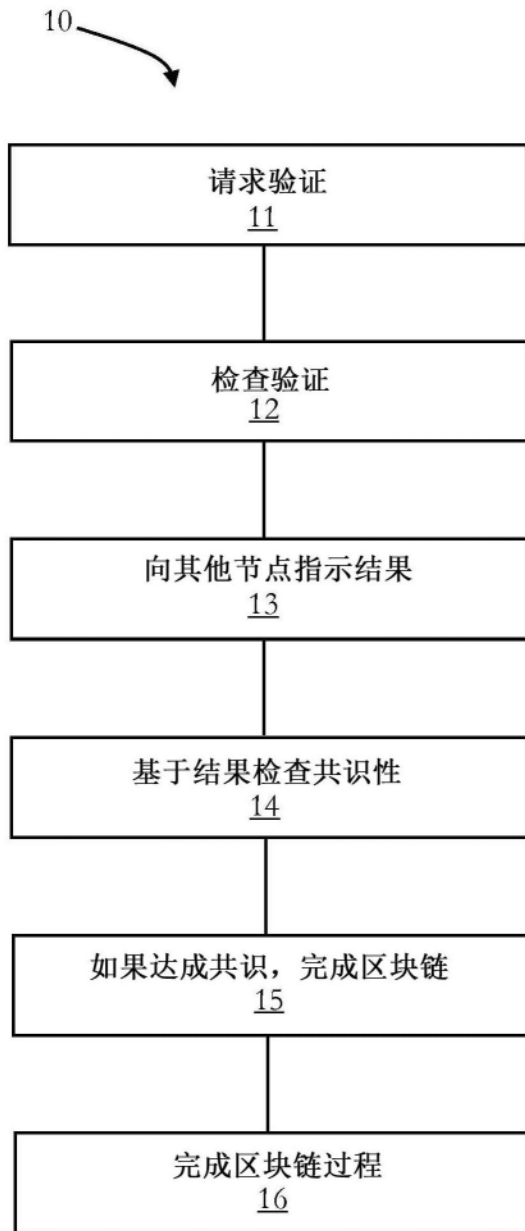 10
请求验证
11
检查验证
12
向其他节点指示结果
13
基于结果检查共识性
14
如果达成共识，完成区块链
15
完成区块链过程
16